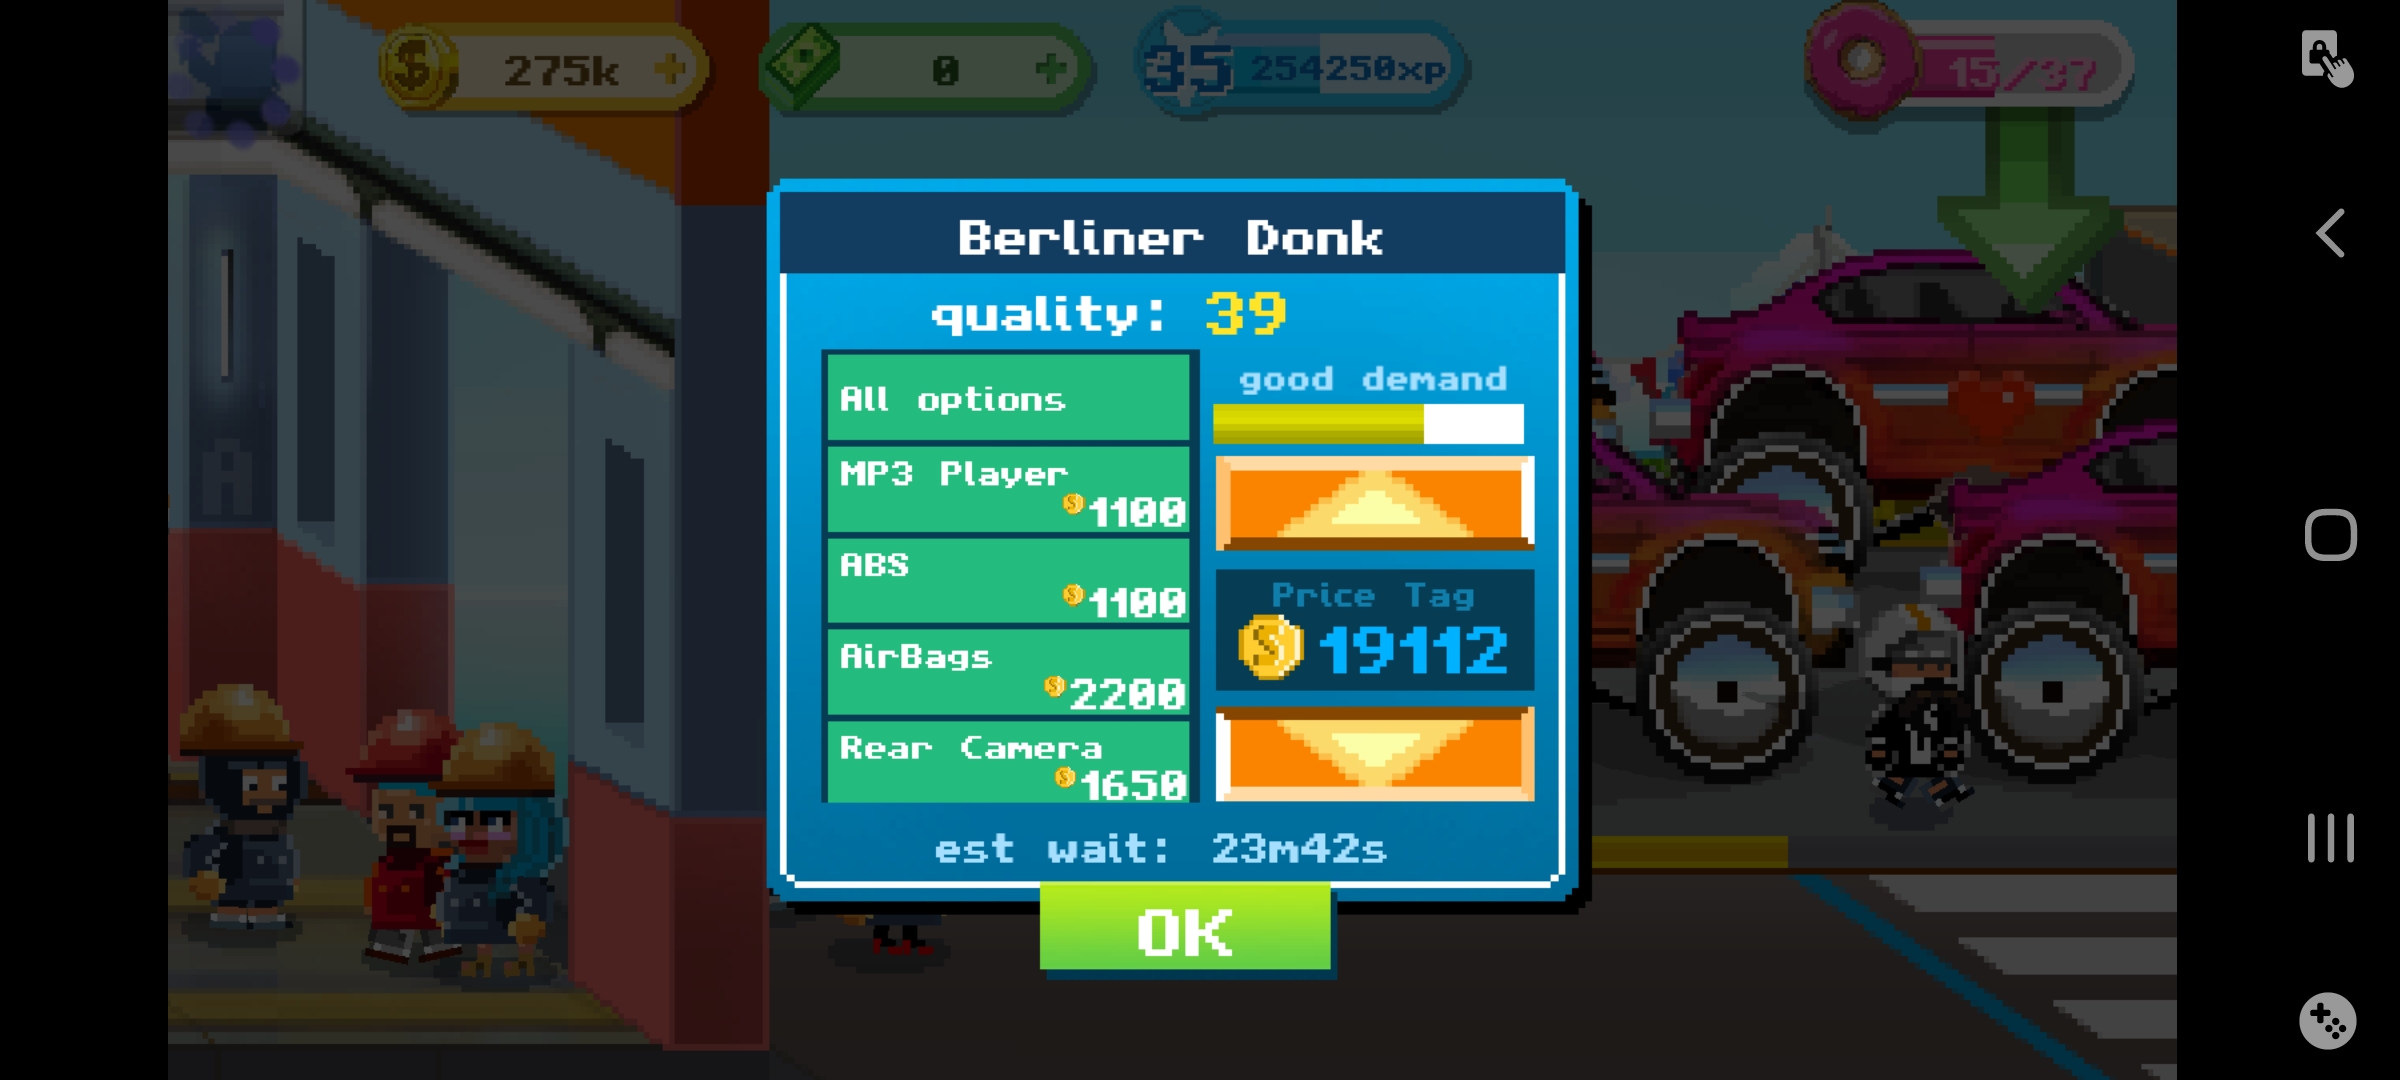 275k
0
35 254250xp
15/37
Berliner Donk
quality: 39
All options
good demand
MP3 Player
1100
ABS
1100
Price Tag
19112
AirBags
2200
Rear Camera
1650
est wait: 23m42s
OK